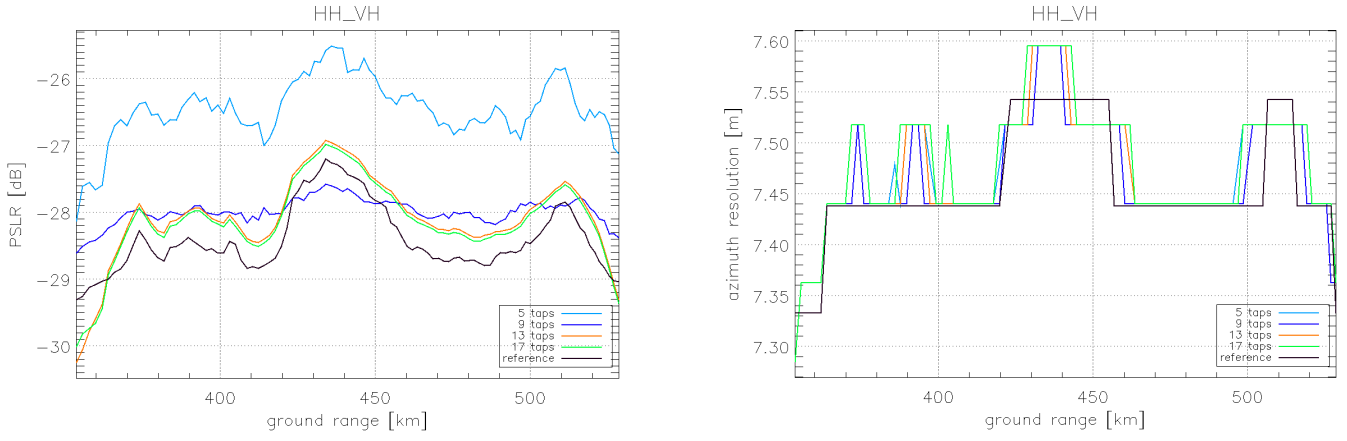 HH_VH
−26
−27
−28
−29
−30
PSLR [dB]
5 taps
9 taps
13 taps
17 taps
reference
400
450
500
ground range [km]
HH_VH
7.60
7.55
7.50
7.45
7.40
7.35
7.30
azimuth resolution [m]
5 taps
9 taps
13 taps
17 taps
reference
400
450
500
ground range [km]